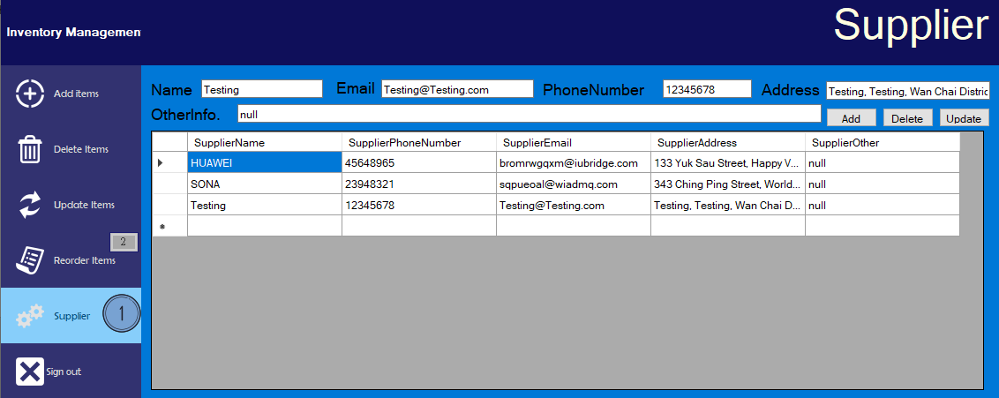 Supplier
Inventory Managemen
Add items
Delete Items
Update Items
2
Reorder Items
Supplier
1
Sign out
Name Testing Email Testing@Testing.com PhoneNumber 12345678 Address Testing, Testing, Wan Chai Distric
OtherInfo. null Add Delete Update
SupplierName SupplierPhoneNumber SupplierEmail SupplierAddress SupplierOther
HUAWEI 45648965 bromrwgqxm@iubridge.com 133 Yuk Sau Street, Happy V... null
SONA 23948321 sqpueoal@wiadmq.com 343 Ching Ping Street, World... null
Testing 12345678 Testing@Testing.com Testing, Testing, Wan Chai D... null
*